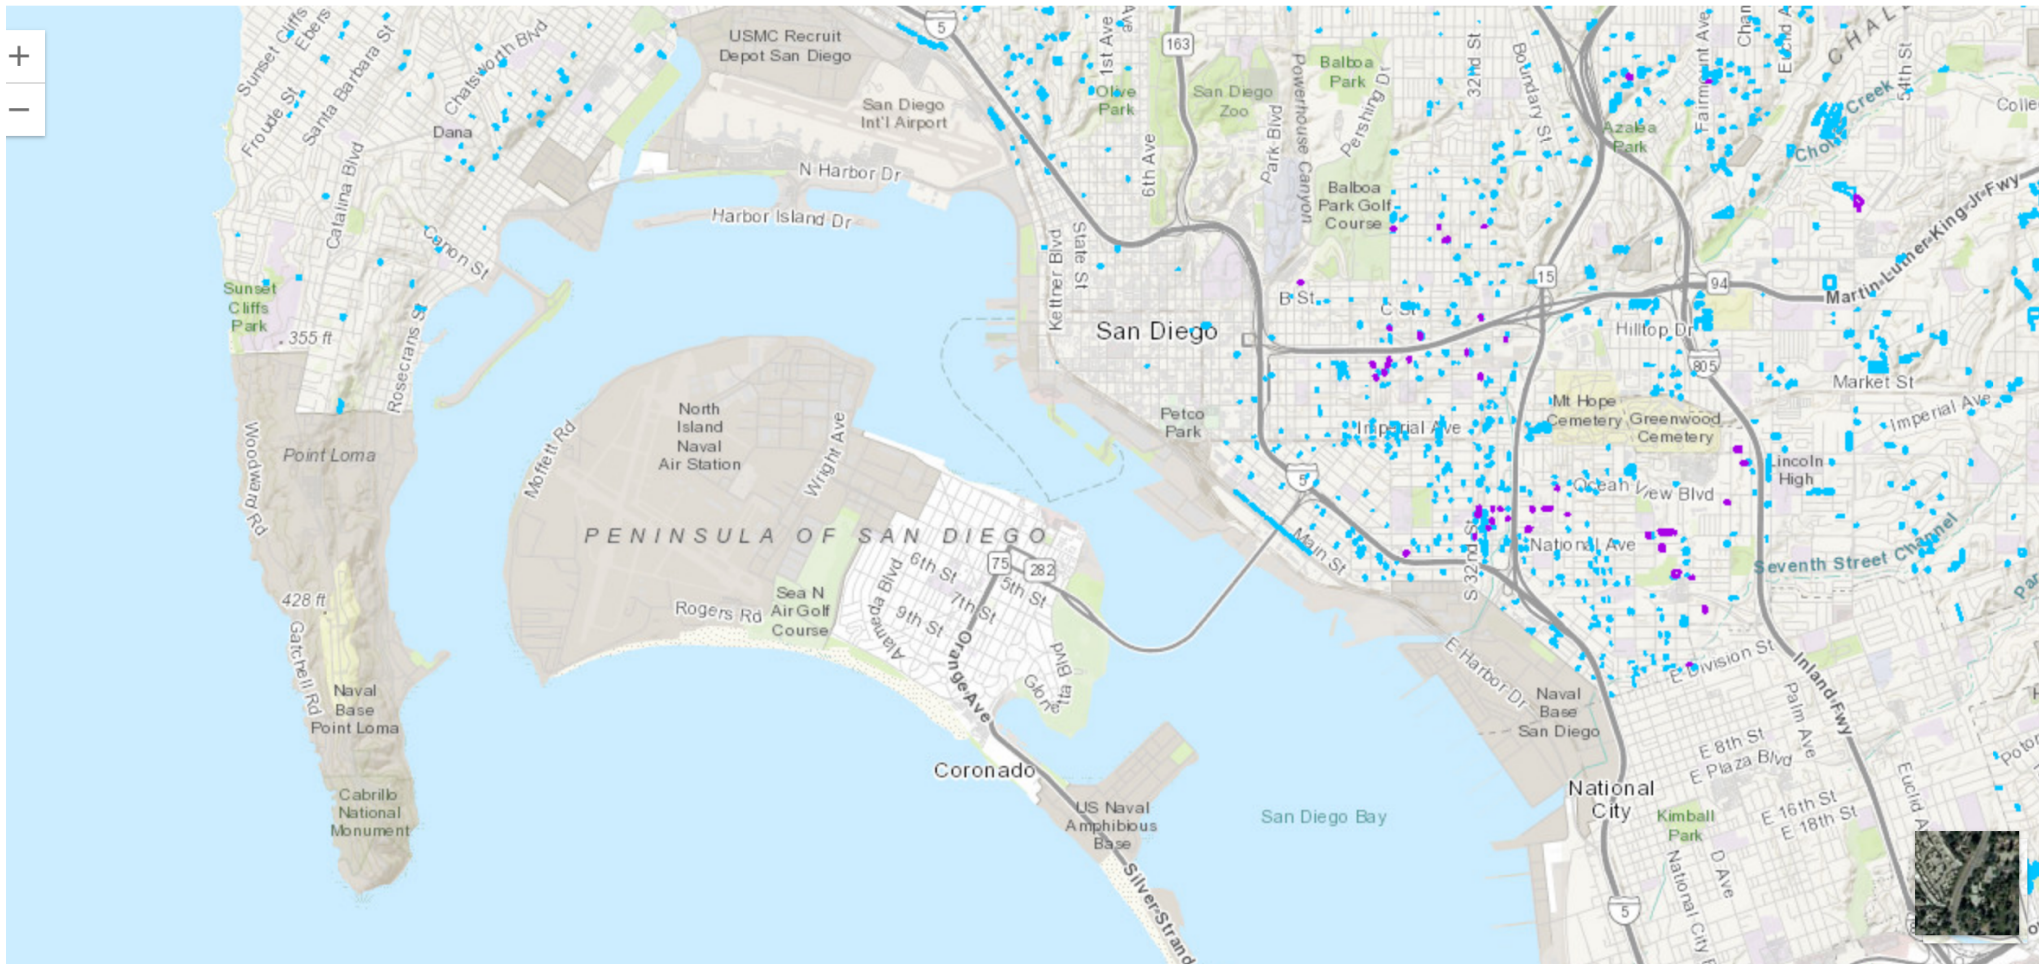 +
−
Sunset Cliffs
Froude St
Santa Barbara St
Chatsworth Blvd
Dana
Catalina Blvd
Canon St
Sunset
Cliffs
Park
355 ft
Rosecrans St
Point Loma
Woodward Rd
428 ft
Gatchell Rd
Naval
Base
Point Loma
Cabrillo
National
Monument
USMC Recruit
Depot San Diego
San Diego
Int'l Airport
N Harbor Dr
Harbor Island Dr
North
Island
Naval
Air Station
Moffett Rd
Wright Ave
PENINSULA OF SAN DIEGO
Rogers Rd
Sea N
Air Golf
Course
Alameda Blvd
6th St
7th St
9th St
5th St
75
282
Orange Ave
Coronado
US Naval
Amphibious
Base
Silver Strand
San Diego Bay
5
163
1st Ave
Ave
Olive
Park
San Diego
Zoo
6th Ave
Park Blvd
Powerhouse Canyon
Balboa
Park
Pershing Dr
Balboa
Park Golf
Course
32nd St
Boundary St
Fairmount Ave
Azalea
Park
54th St
Kettner Blvd
State St
San Diego
B St
C St
15
94
Martin Luther King Jr Fwy
Hilltop Dr
805
Market St
Imperial Ave
Petco
Park
Imperial Ave
Mt Hope
Cemetery
Greenwood
Cemetery
Lincoln
High
Ocean View Blvd
5
Main St
S 32nd St
National Ave
Seventh Street Channel
E Harbor Dr
E Division St
Inland Fwy
Naval
Base
San Diego
Palm Ave
E 8th St
E Plaza Blvd
National
City
Kimball
Park
E 16th St
E 18th St
D Ave
National City
5